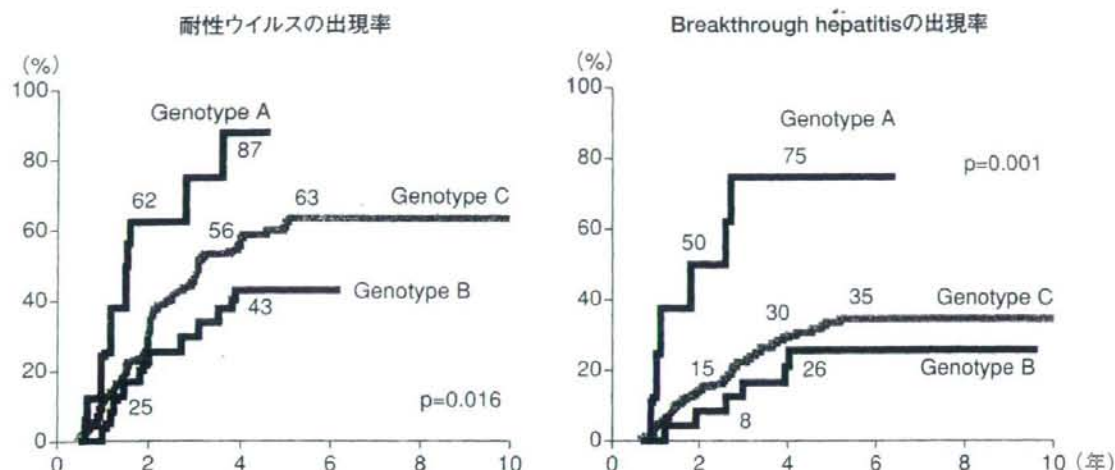 耐性ウイルスの出現率
(%)
100
80
60
40
20
0
0 2 4 6 8 10
Genotype A
87
62
Genotype C
63
56
Genotype B
43
25
p=0.016
Breakthrough hepatitisの出現率
(%)
100
80
60
40
20
0
0 2 4 6 8 10 (年)
Genotype A
75
p=0.001
50
Genotype C
35
30
15
Genotype B
26
8